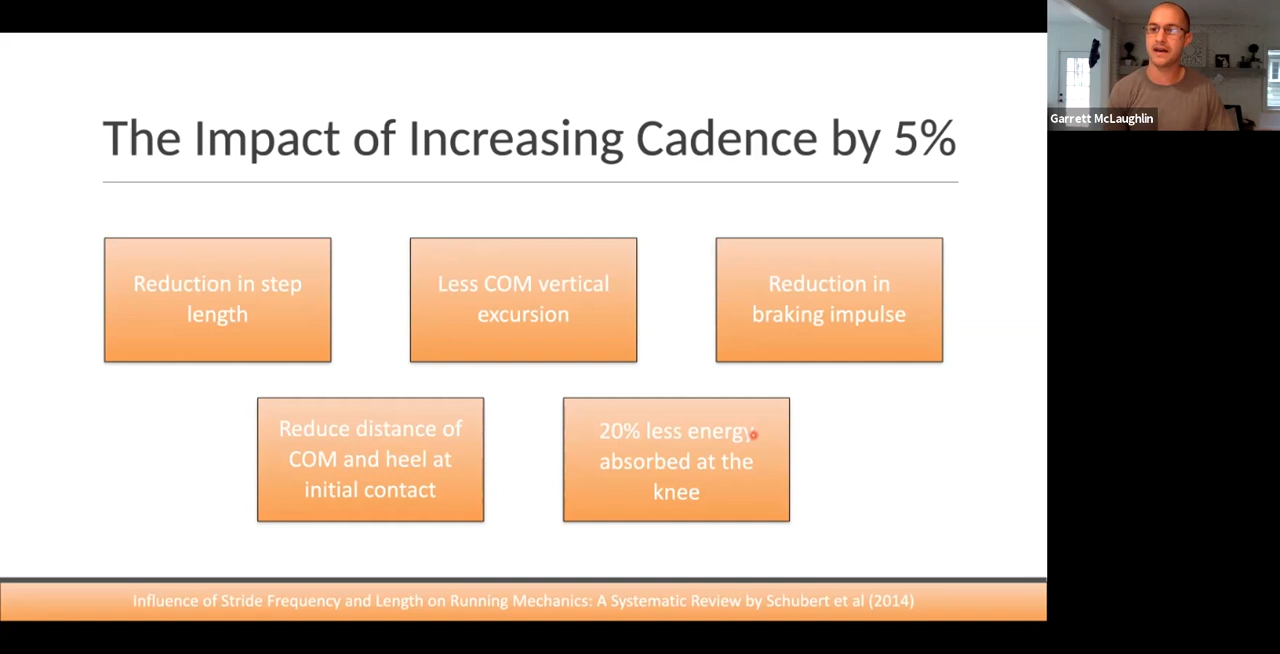 The Impact of Increasing Cadence by 5%
Garrett McLaughlin
Reduction in step
length
Less COM vertical
excursion
Reduction in
braking impulse
Reduce distance of
COM and heel at
initial contact
20% less energy
absorbed at the
knee
Influence of Stride Frequency and Length on Running Mechanics: A Systematic Review by Schubert et al (2014)